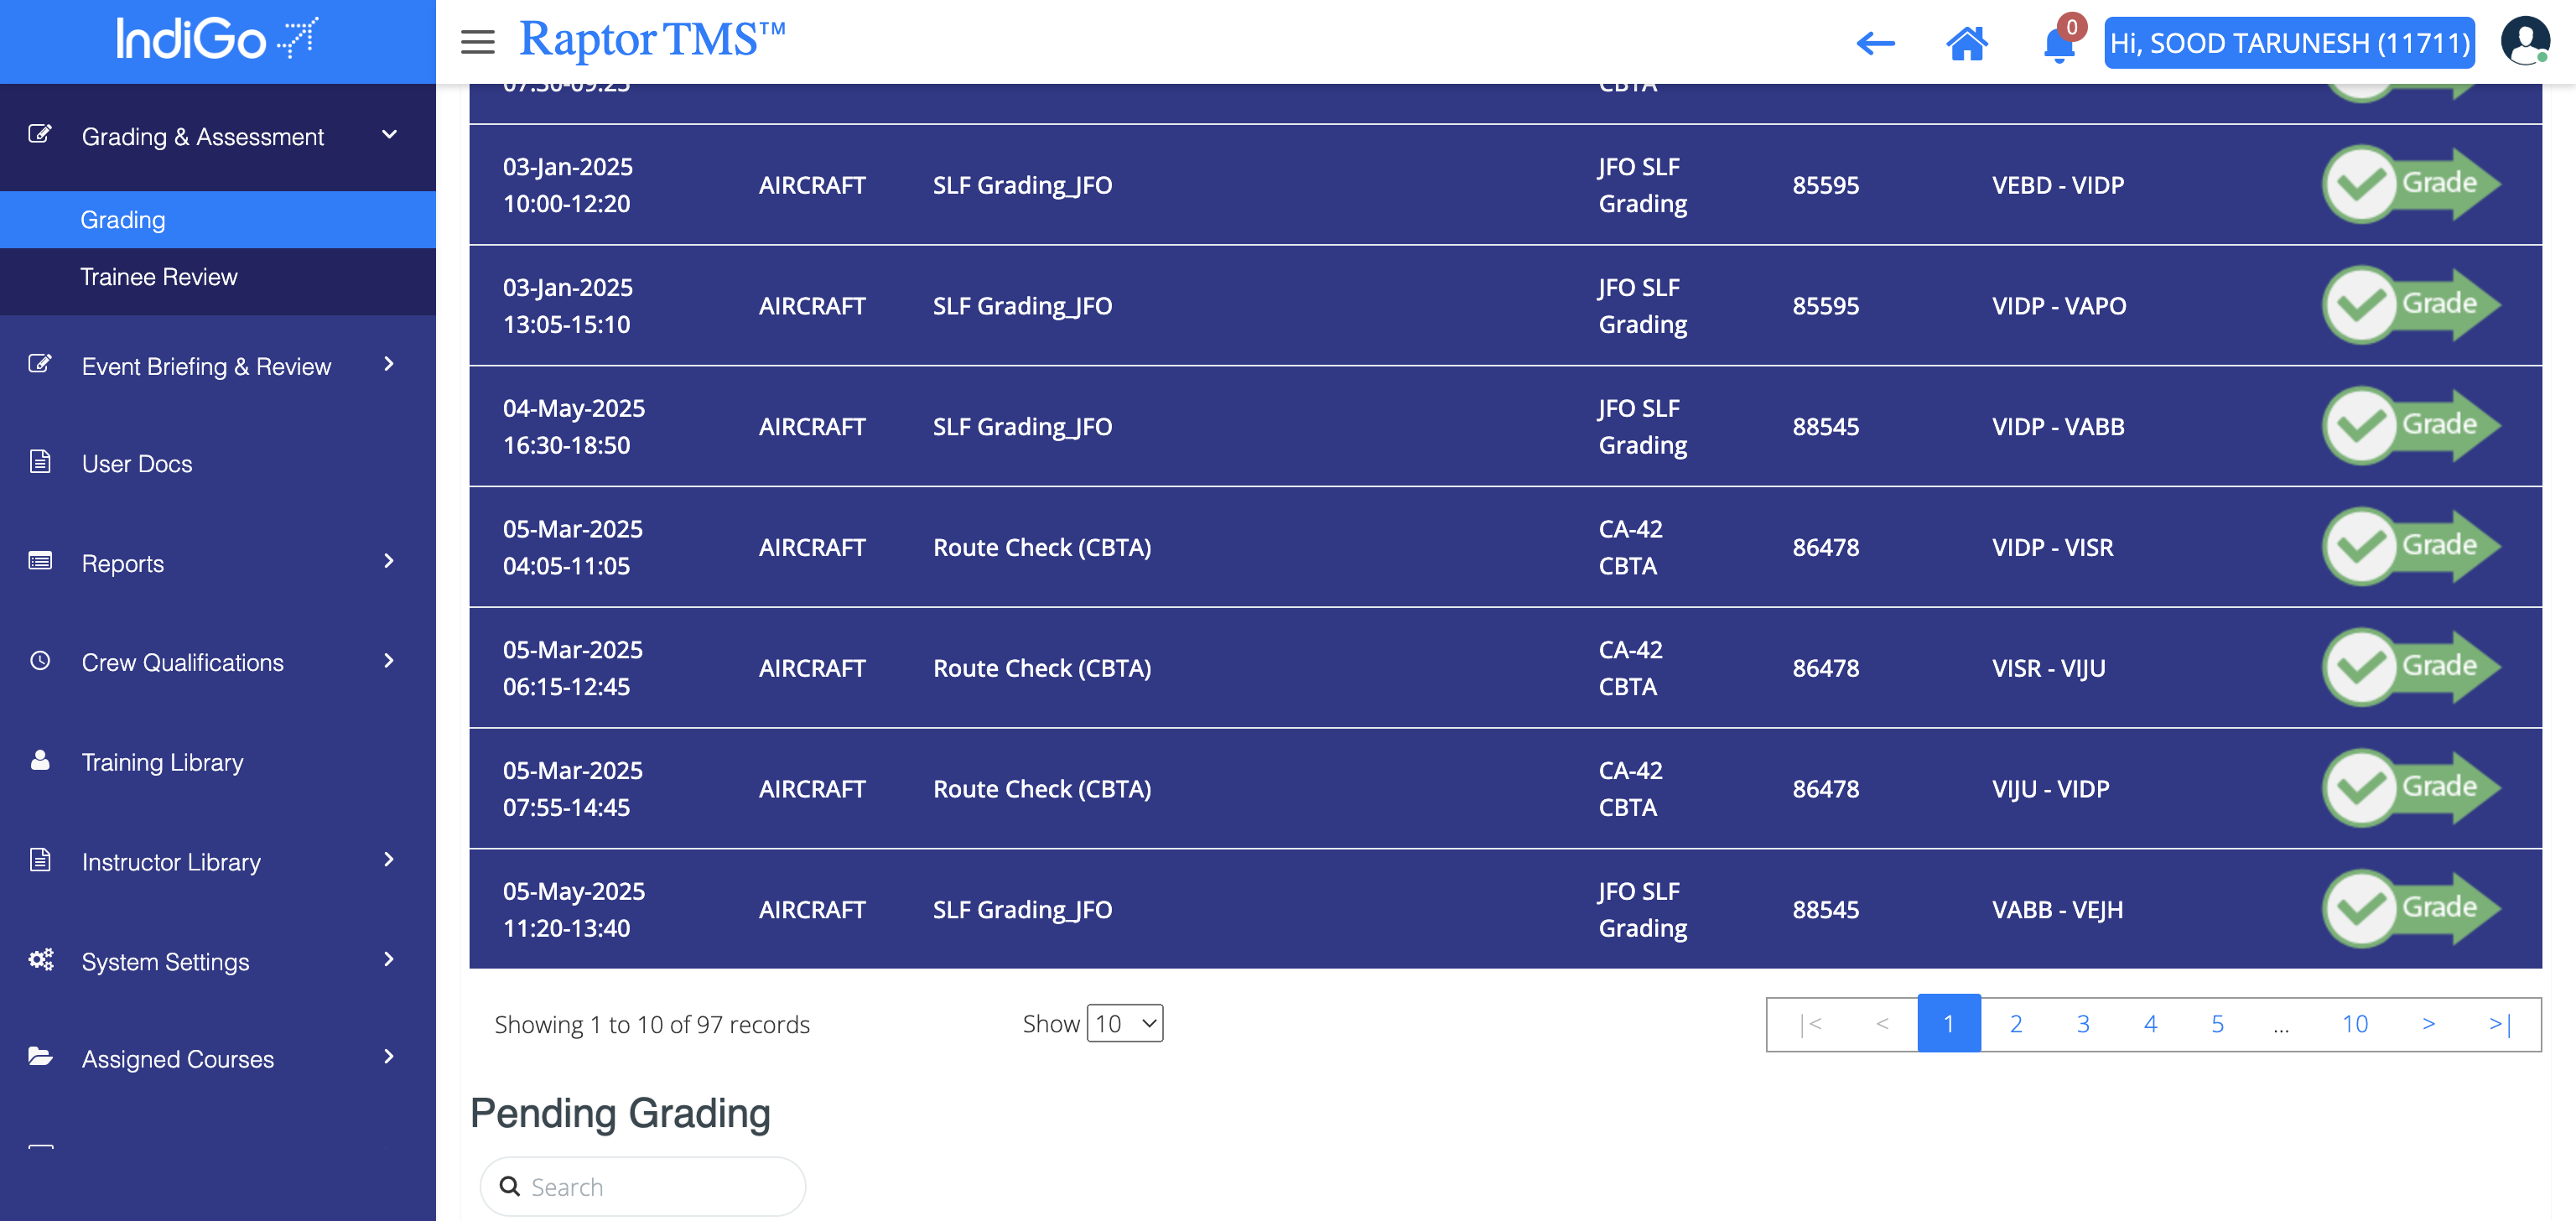 IndiGo
Raptor TMS™
0
Hi, SOOD TARUNESH (11711)
Grading & Assessment
Grading
Trainee Review
Event Briefing & Review
User Docs
Reports
Crew Qualifications
Training Library
Instructor Library
System Settings
Assigned Courses
07:30-09:25 CBTA
03-Jan-2025 10:00-12:20 AIRCRAFT SLF Grading_JFO JFO SLF Grading 85595 VEBD - VIDP Grade
03-Jan-2025 13:05-15:10 AIRCRAFT SLF Grading_JFO JFO SLF Grading 85595 VIDP - VAPO Grade
04-May-2025 16:30-18:50 AIRCRAFT SLF Grading_JFO JFO SLF Grading 88545 VIDP - VABB Grade
05-Mar-2025 04:05-11:05 AIRCRAFT Route Check (CBTA) CA-42 CBTA 86478 VIDP - VISR Grade
05-Mar-2025 06:15-12:45 AIRCRAFT Route Check (CBTA) CA-42 CBTA 86478 VISR - VIJU Grade
05-Mar-2025 07:55-14:45 AIRCRAFT Route Check (CBTA) CA-42 CBTA 86478 VIJU - VIDP Grade
05-May-2025 11:20-13:40 AIRCRAFT SLF Grading_JFO JFO SLF Grading 88545 VABB - VEJH Grade
Showing 1 to 10 of 97 records
Show 10
|< < 1 2 3 4 5 ... 10 > >|
Pending Grading
Search